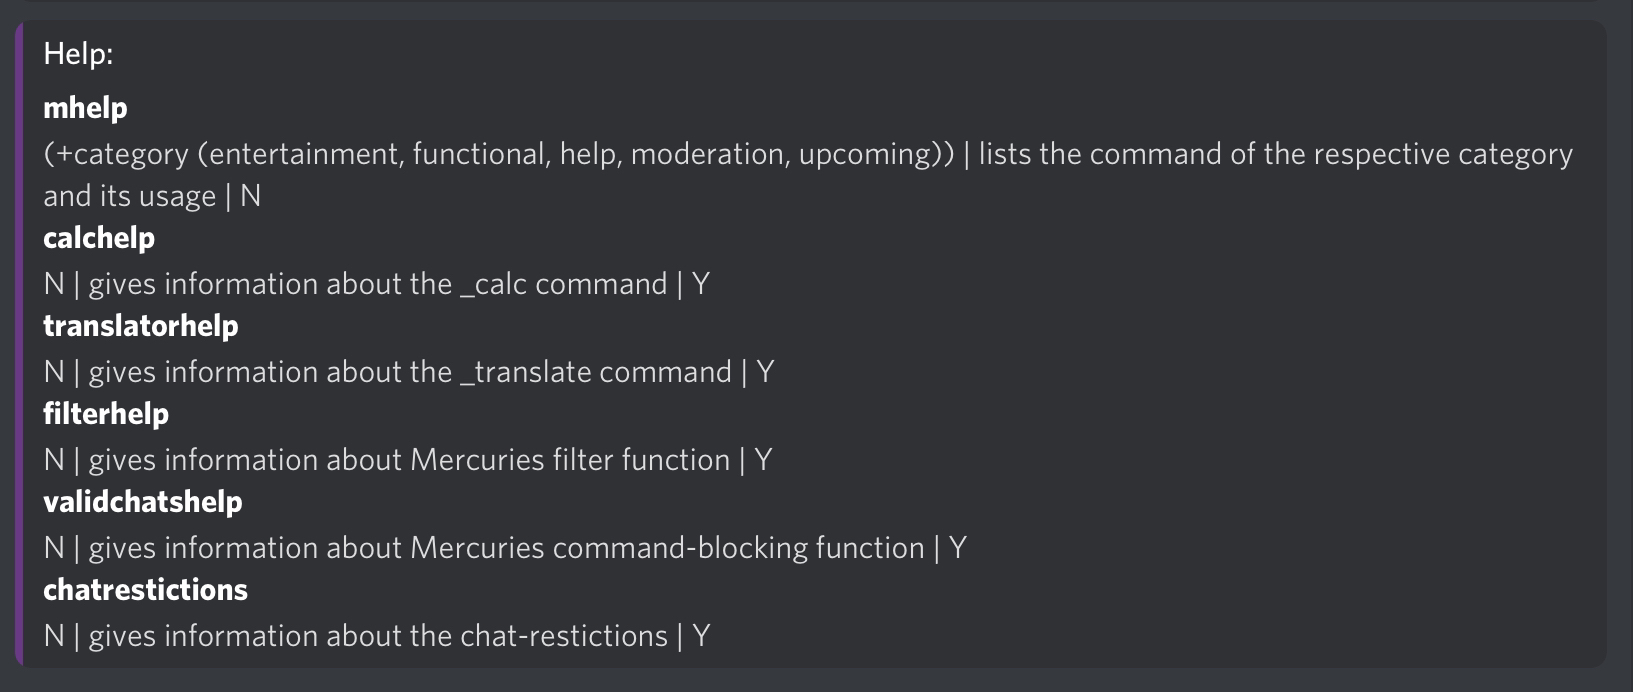 Help:
mhelp
(+category (entertainment, functional, help, moderation, upcoming)) | lists the command of the respective category
and its usage | N
calchelp
N | gives information about the _calc command | Y
translatorhelp
N | gives information about the _translate command | Y
filterhelp
N | gives information about Mercuries filter function | Y
validchatshelp
N | gives information about Mercuries command-blocking function | Y
chatrestictions
N | gives information about the chat-restictions | Y